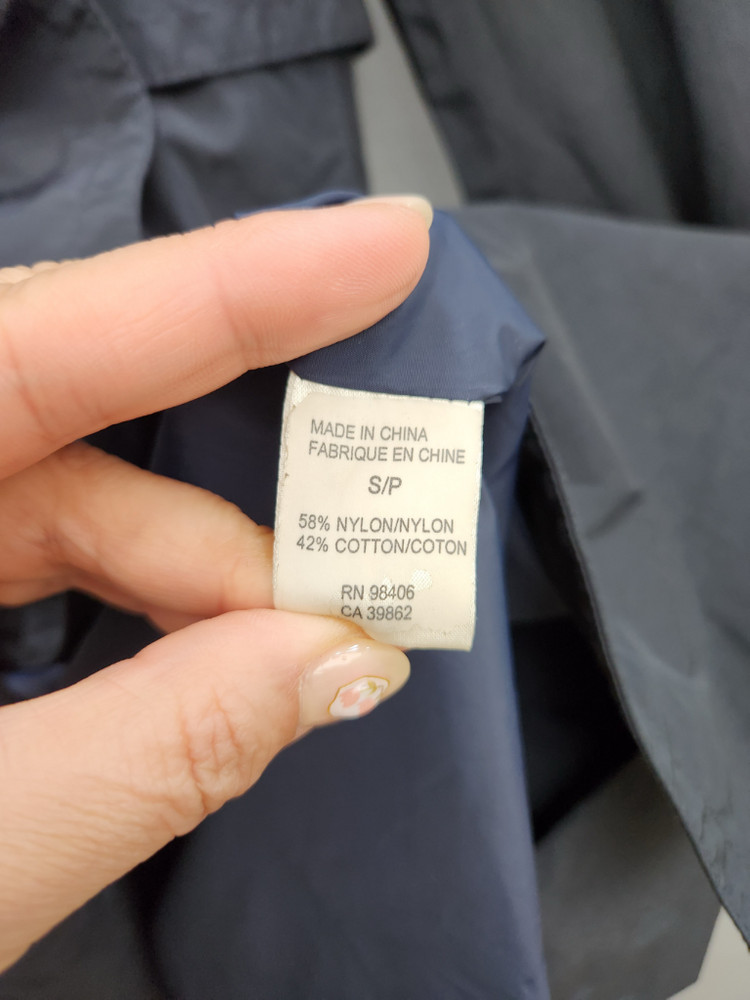 MADE IN CHINA
FABRIQUE EN CHINE
S/P
58% NYLON/NYLON
42% COTTON/COTON
RN 98406
CA 39862